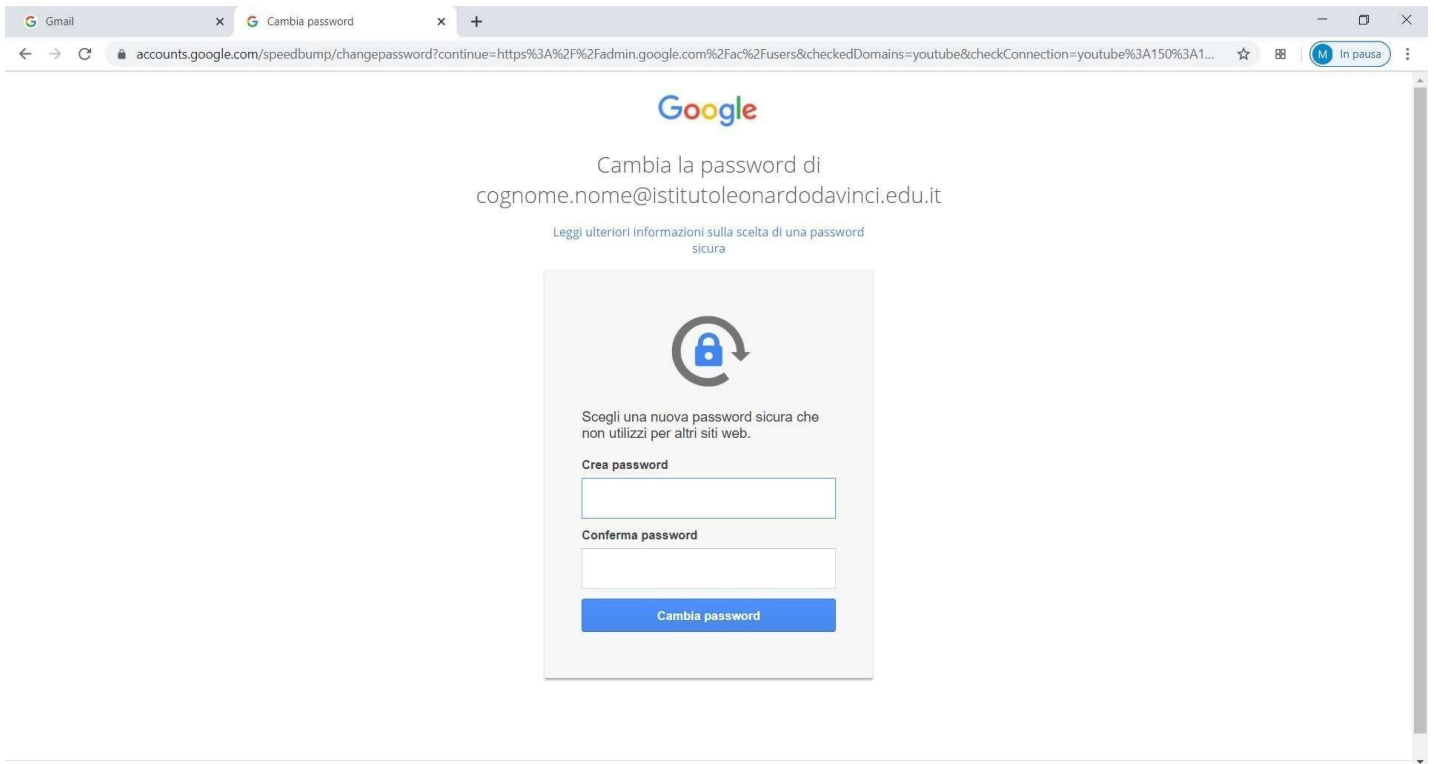 Gmail
Cambia password
accounts.google.com/speedbump/changepassword?continue=https%3A%2F%2Fadmin.google.com%2Fac%2Fusers&checkedDomains=youtube&checkConnection=youtube%3A150%3A1...
M In pausa
Google
Cambia la password di
cognome.nome@istitutoleonardodavinci.edu.it
Leggi ulteriori informazioni sulla scelta di una password
sicura
Scegli una nuova password sicura che
non utilizzi per altri siti web.
Crea password
Conferma password
Cambia password